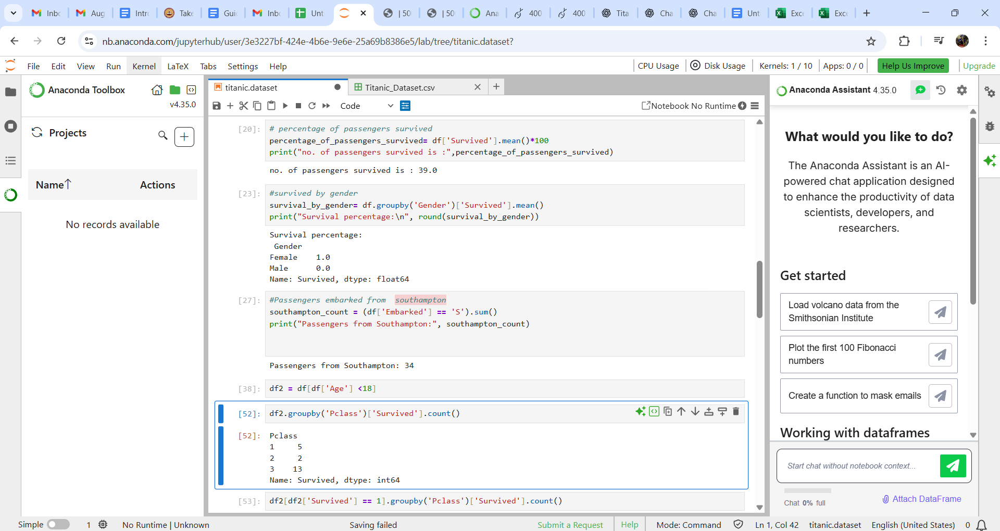 Inbc
Aug
Intr
Take
Guid
Inbc
Unt
| 50
| 50
Ana
400
400
Tita
Cha
Cha
Unt
Exce
Exce
nb.anaconda.com/jupyterhub/user/3e3227bf-424e-4b6e-9e6e-25a69b8386e5/lab/tree/titanic.dataset?
File Edit View Run Kernel LaTeX Tabs Settings Help
CPU Usage Disk Usage Kernels: 1 / 10 Apps: 0 / 0 Help Us Improve Upgrade
Anaconda Toolbox
v4.35.0
Projects
Name Actions
No records available
titanic.dataset
Titanic_Dataset.csv
Code
Notebook No Runtime
[20]: # percentage of passengers survived
percentage_of_passengers_survived= df['Survived'].mean()*100
print("no. of passengers survived is :",percentage_of_passengers_survived)
no. of passengers survived is : 39.0
[23]: #survived by gender
survival_by_gender= df.groupby('Gender')['Survived'].mean()
print("Survival percentage:\n", round(survival_by_gender))
Survival percentage:
Gender
Female 1.0
Male 0.0
Name: Survived, dtype: float64
[27]: #Passengers embarked from southampton
southampton_count = (df['Embarked'] == 'S').sum()
print("Passengers from Southampton:", southampton_count)
Passengers from Southampton: 34
[38]: df2 = df[df['Age'] <18]
[52]: df2.groupby('Pclass')['Survived'].count()
[52]: Pclass
1 5
2 2
3 13
Name: Survived, dtype: int64
[53]: df2[df2['Survived'] == 1].groupby('Pclass')['Survived'].count()
Anaconda Assistant 4.35.0
What would you like to do?
The Anaconda Assistant is an AI-
powered chat application designed
to enhance the productivity of data
scientists, developers, and
researchers.
Get started
Load volcano data from the
Smithsonian Institute
Plot the first 100 Fibonacci
numbers
Create a function to mask emails
Working with dataframes
Start chat without notebook context...
Chat 0% full
Attach DataFrame
Simple 1 No Runtime | Unknown Saving failed Submit a Request Help Mode: Command Ln 1, Col 42 titanic.dataset English (United States) 0